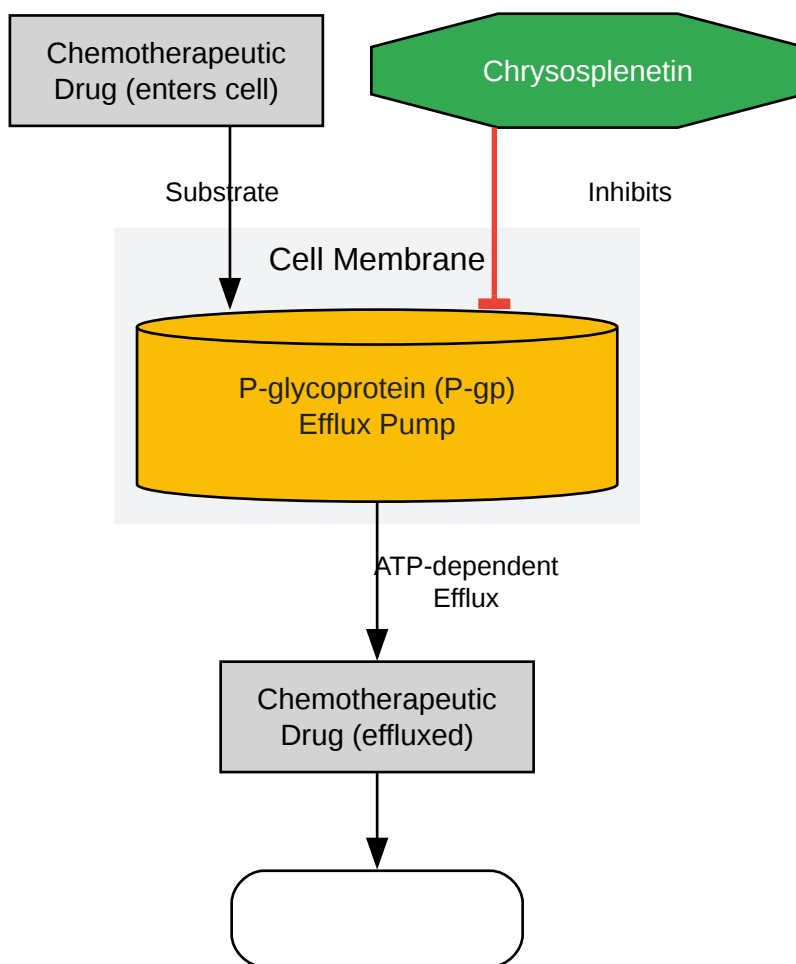 Chemotherapeutic
Drug (enters cell)
Chrysosplenetin
Substrate
Inhibits
Cell Membrane
P-glycoprotein (P-gp)
Efflux Pump
ATP-dependent
Efflux
Chemotherapeutic
Drug (effluxed)